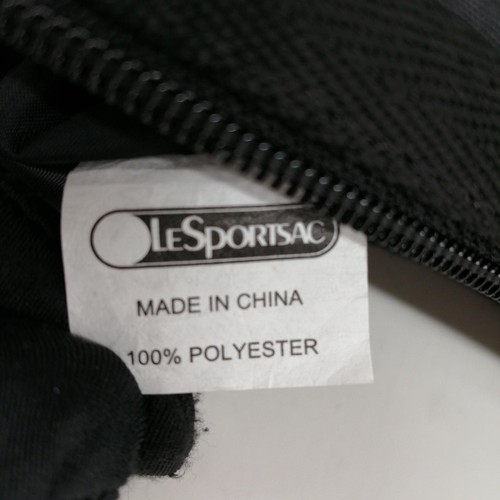 LeSportsac
MADE IN CHINA
100% POLYESTER